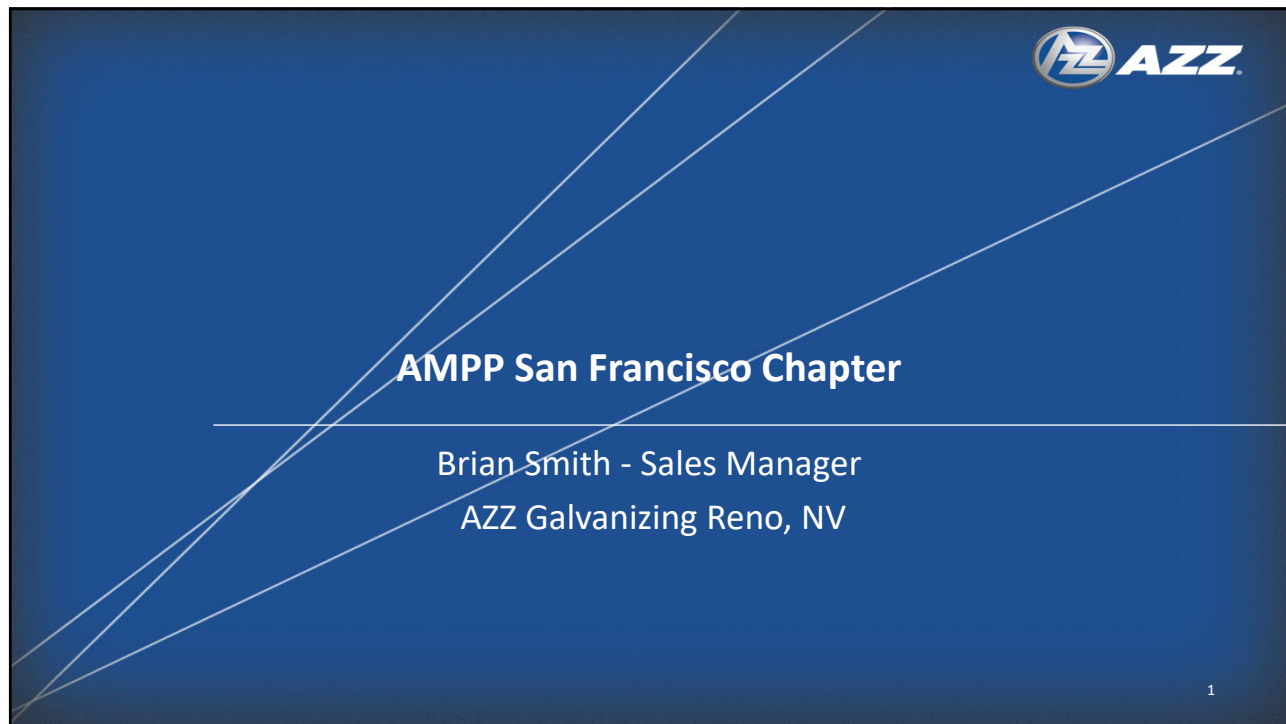 AZZ
AMPP San Francisco Chapter
Brian Smith - Sales Manager
AZZ Galvanizing Reno, NV
1